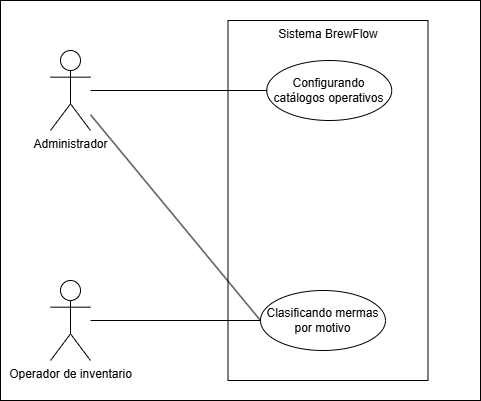 Sistema BrewFlow
Configurando
catálogos operativos
Administrador
Clasificando mermas
por motivo
Operador de inventario